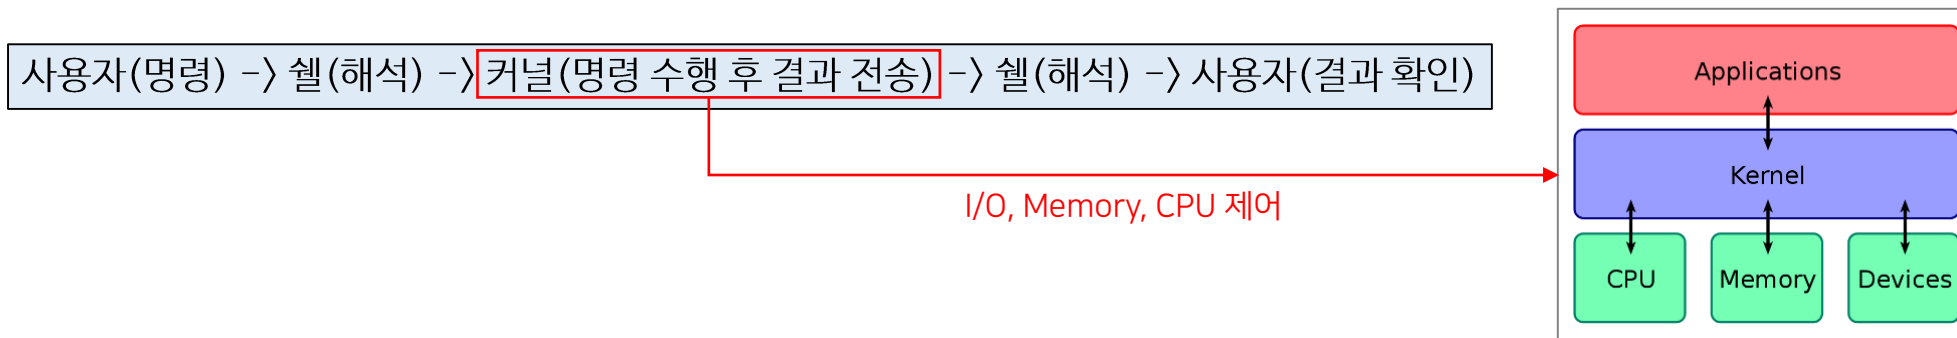 사용자(명령) -> 쉘(해석) -> 커널(명령 수행 후 결과 전송) -> 쉘(해석) -> 사용자(결과 확인)
I/O, Memory, CPU 제어
Applications
Kernel
CPU
Memory
Devices